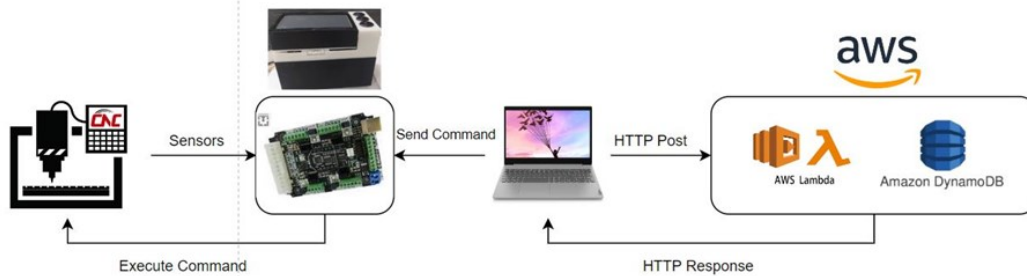 aws
CNC
Sensors
Send Command
HTTP Post
AWS Lambda
Amazon DynamoDB
Execute Command
HTTP Response